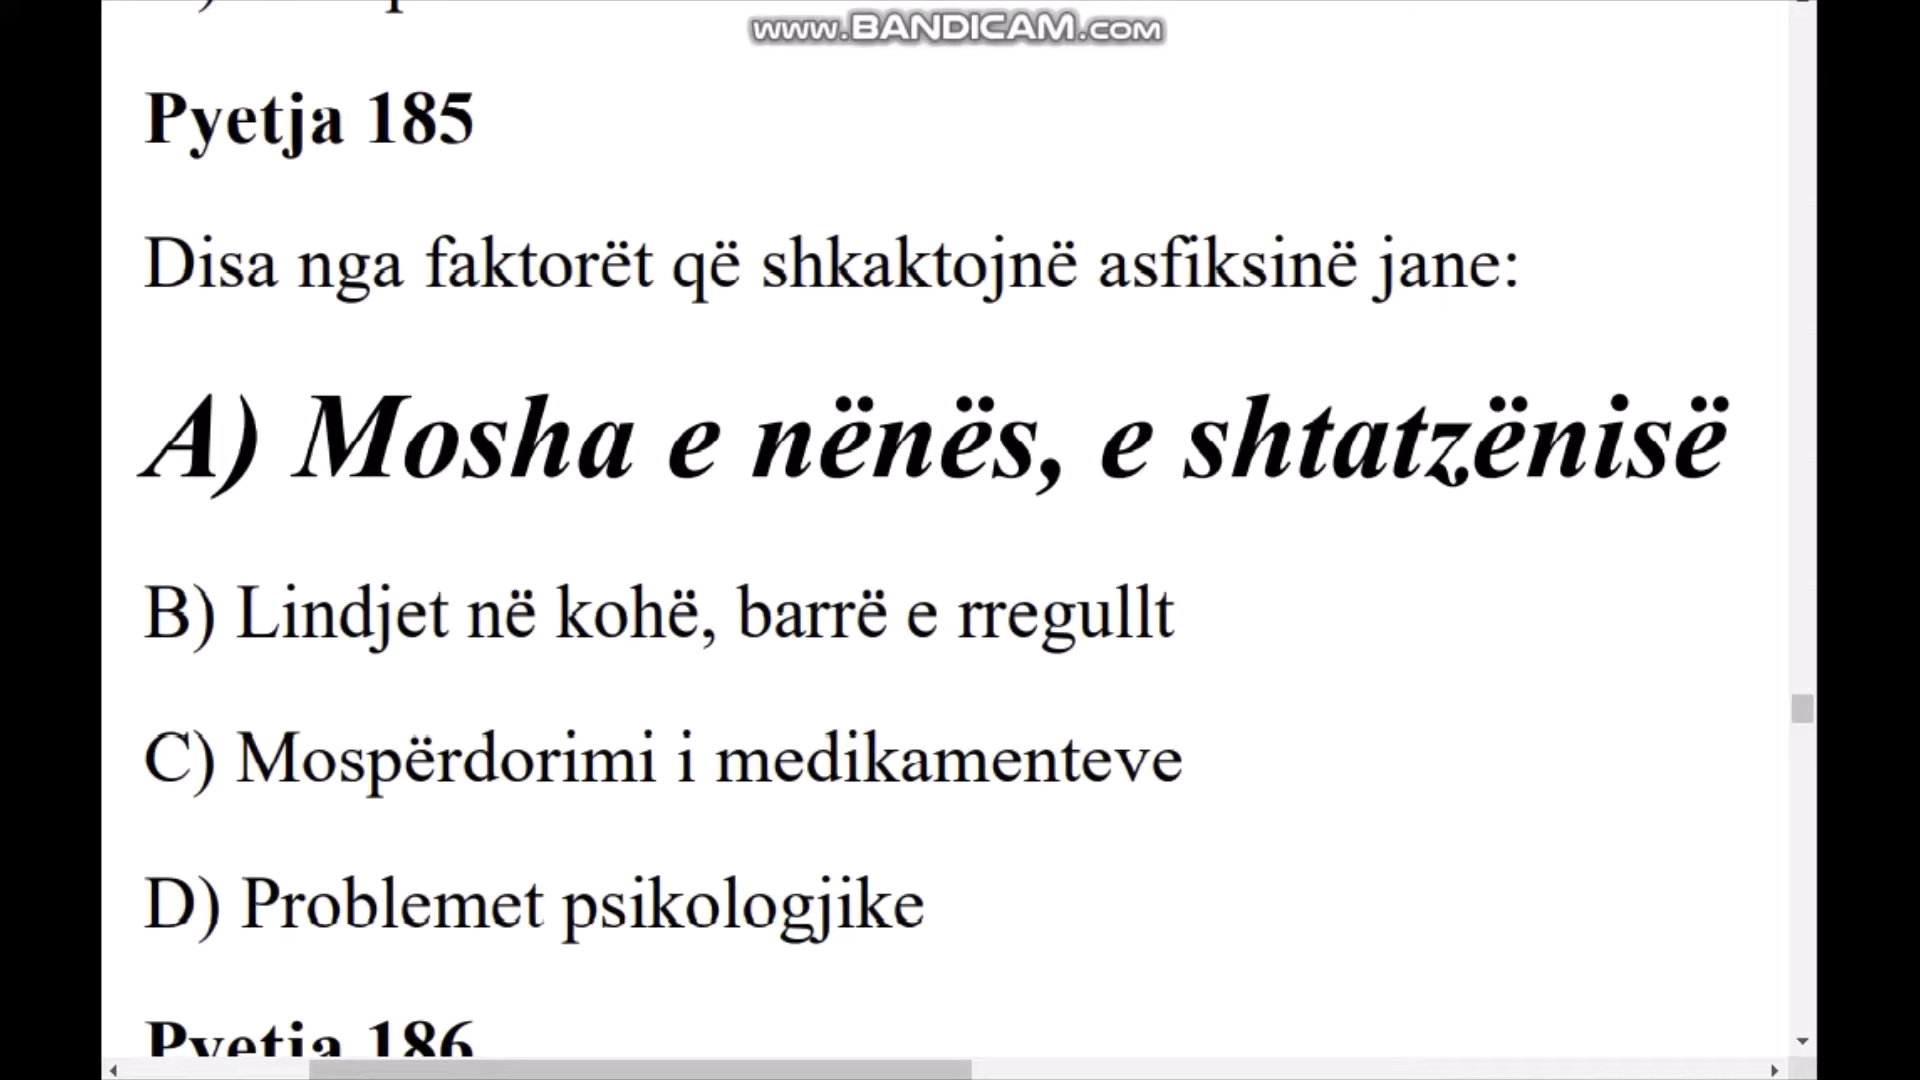 www.BANDICAM.com
Pyetja 185
Disa nga faktorët që shkaktojnë asfiksinë jane:
A) Mosha e nënës, e shtatzënisë
B) Lindjet në kohë, barrë e rregullt
C) Mospërdorimi i medikamenteve
D) Problemet psikologjike
Pyetja 186